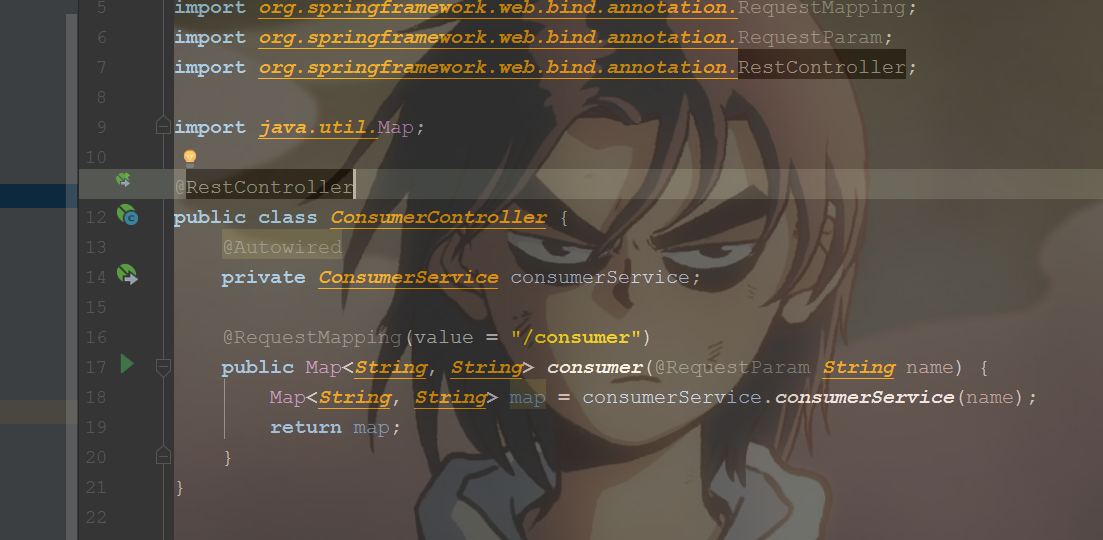 5 import org.springframework.web.bind.annotation.RequestMapping;
6 import org.springframework.web.bind.annotation.RequestParam;
7 import org.springframework.web.bind.annotation.RestController;
8
9 import java.util.Map;
10
@RestController
12 public class ConsumerController {
13 @Autowired
14 private ConsumerService consumerService;
15
16 @RequestMapping(value = "/consumer")
17 public Map<String, String> consumer(@RequestParam String name) {
18 Map<String, String> map = consumerService.consumerService(name);
19 return map;
20 }
21 }
22